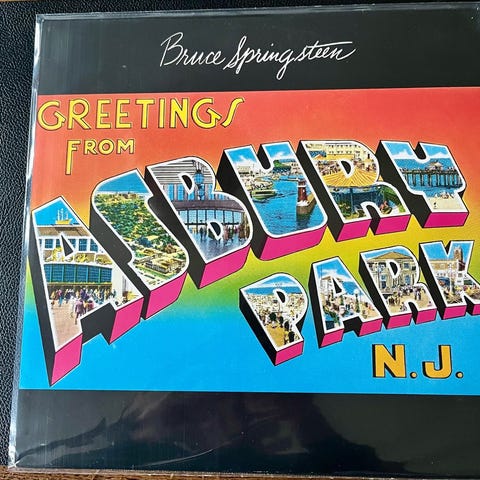 Bruce Springsteen
GREETINGS
FROM
ASBURY
PARK
N.J.